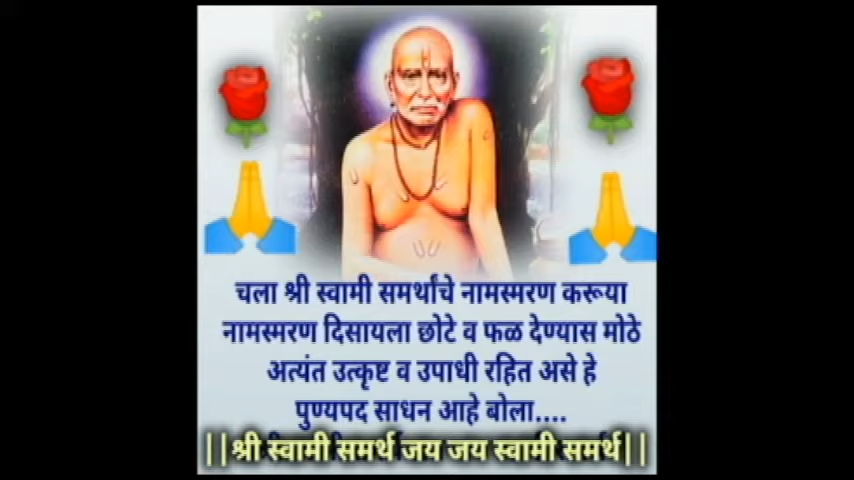 चला श्री स्वामी समर्थांचे नामस्मरण करूया
नामस्मरण दिसायला छोटे व फळ देण्यास मोठे
अत्यंत उत्कृष्ट व उपाधी रहित असे हे
पुण्यपद साधन आहे बोला....
||श्री स्वामी समर्थ जय जय स्वामी समर्थ||